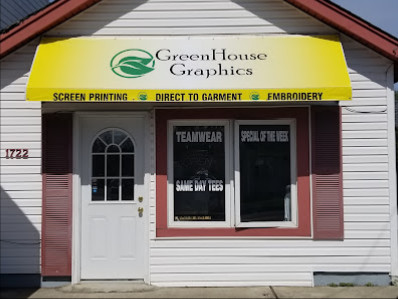 GreenHouse
Graphics
SCREEN PRINTING DIRECT TO GARMENT EMBROIDERY
1722
TEAMWEAR
SPECIAL OF THE WEEK
SAME DAY TEES